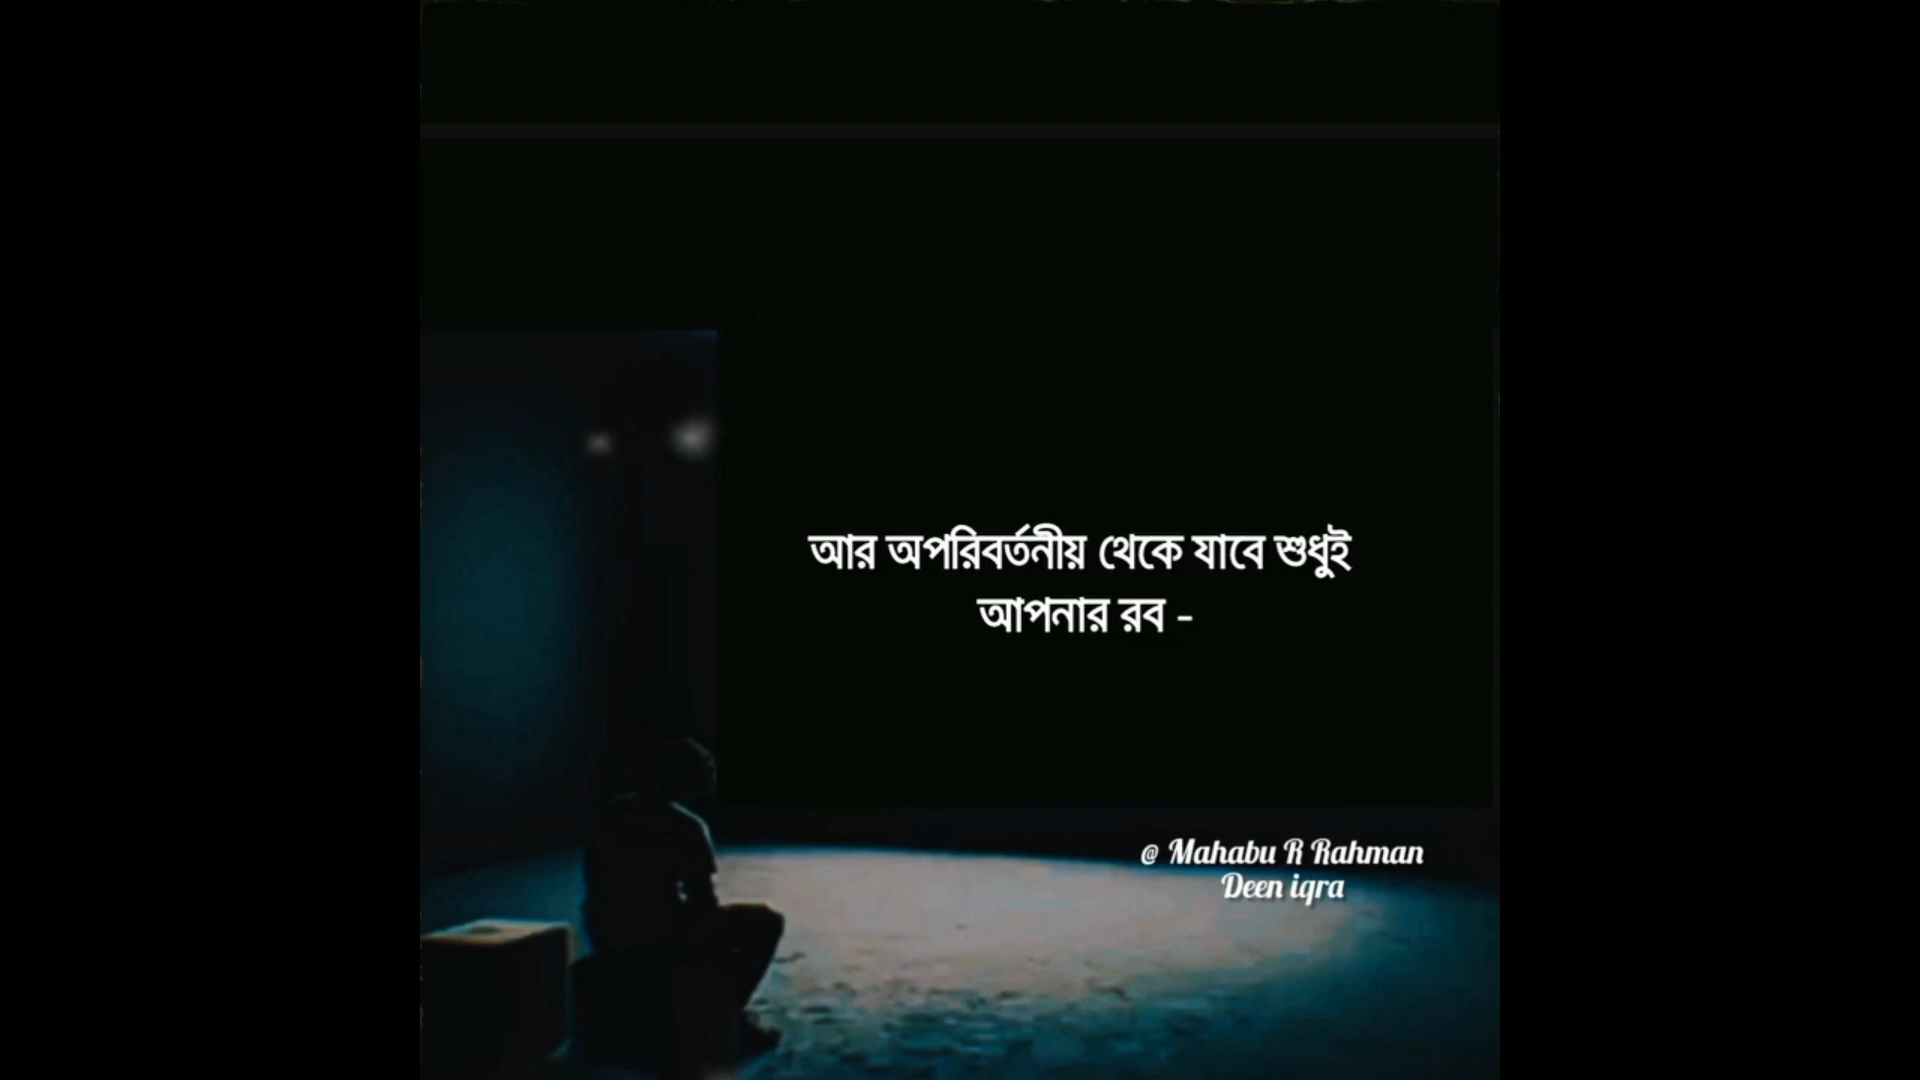 আর অপরিবর্তনীয় থেকে যাবে শুধুই
আপনার রব -
@ Mahabu R Rahman
Deen iqra